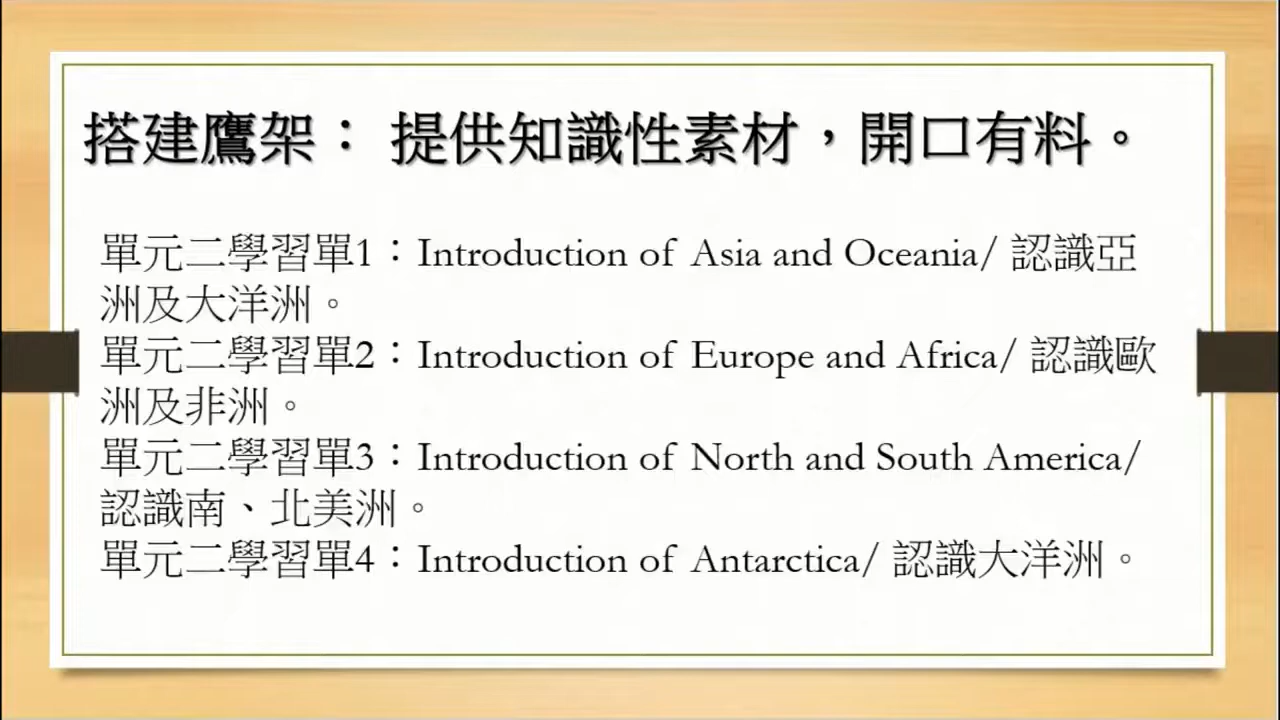 搭建鷹架： 提供知識性素材，開口有料。
單元二學習單1：Introduction of Asia and Oceania/ 認識亞
洲及大洋洲。
單元二學習單2：Introduction of Europe and Africa/ 認識歐
洲及非洲。
單元二學習單3：Introduction of North and South America/
認識南、北美洲。
單元二學習單4：Introduction of Antarctica/ 認識大洋洲。